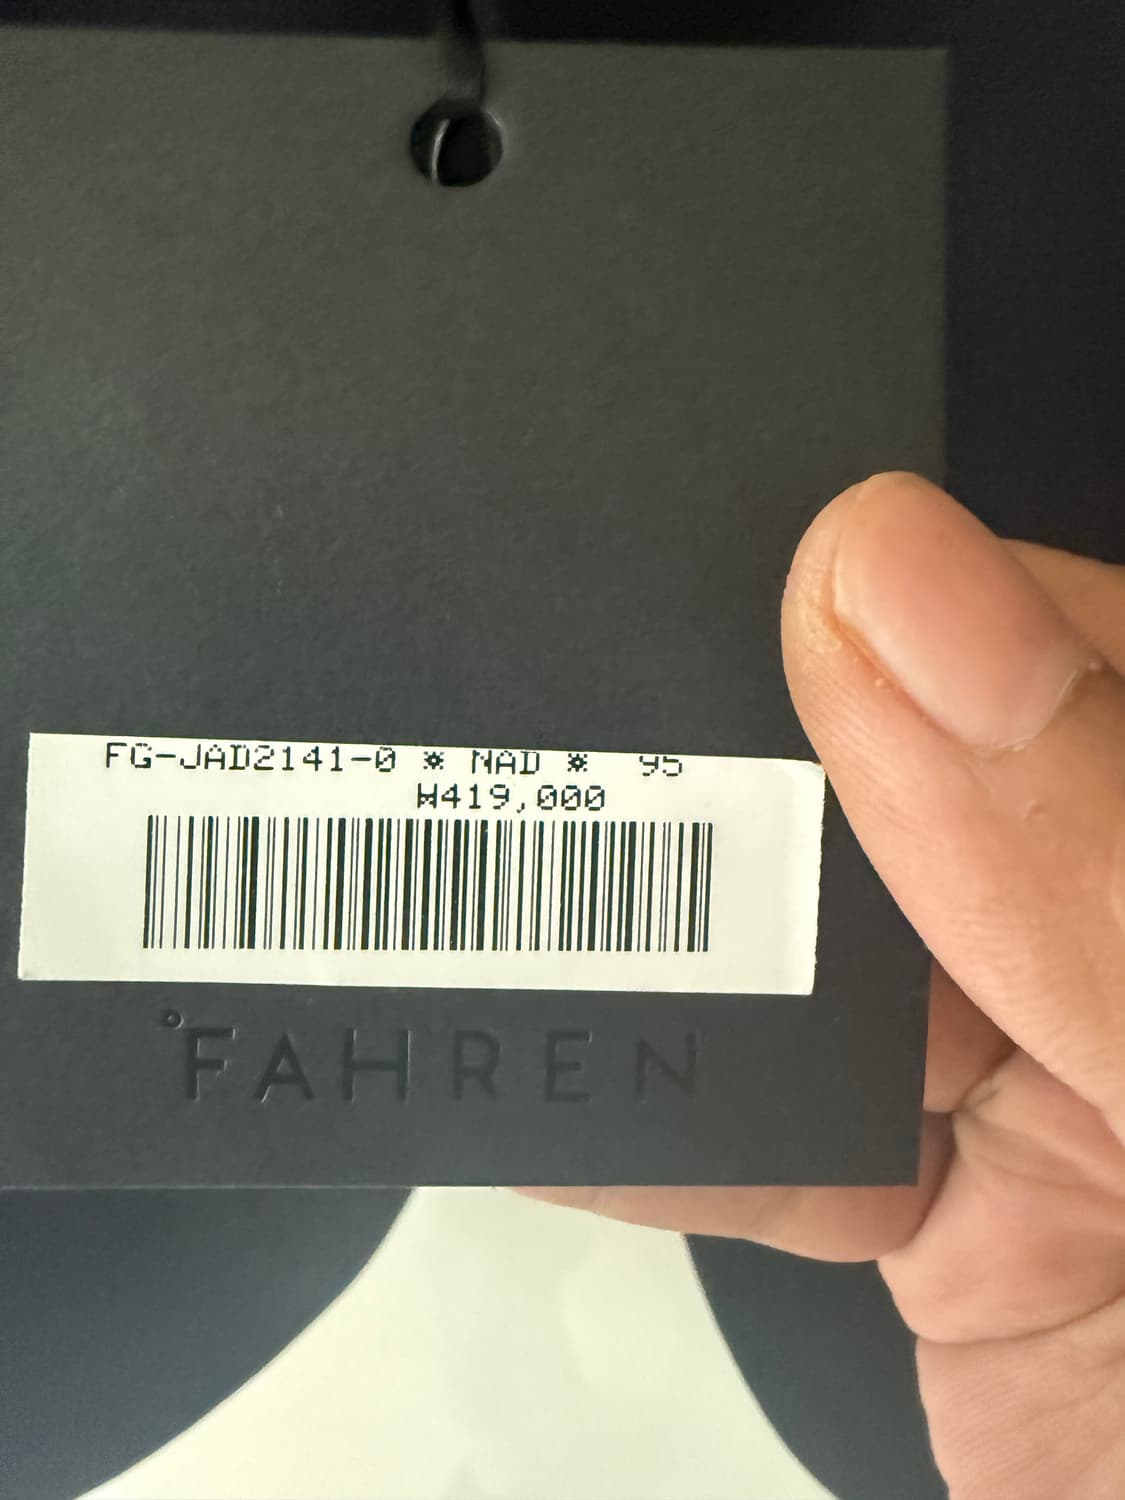 FG-JAD2141-0 * NAD * 95
₩419,000
°FAHREN